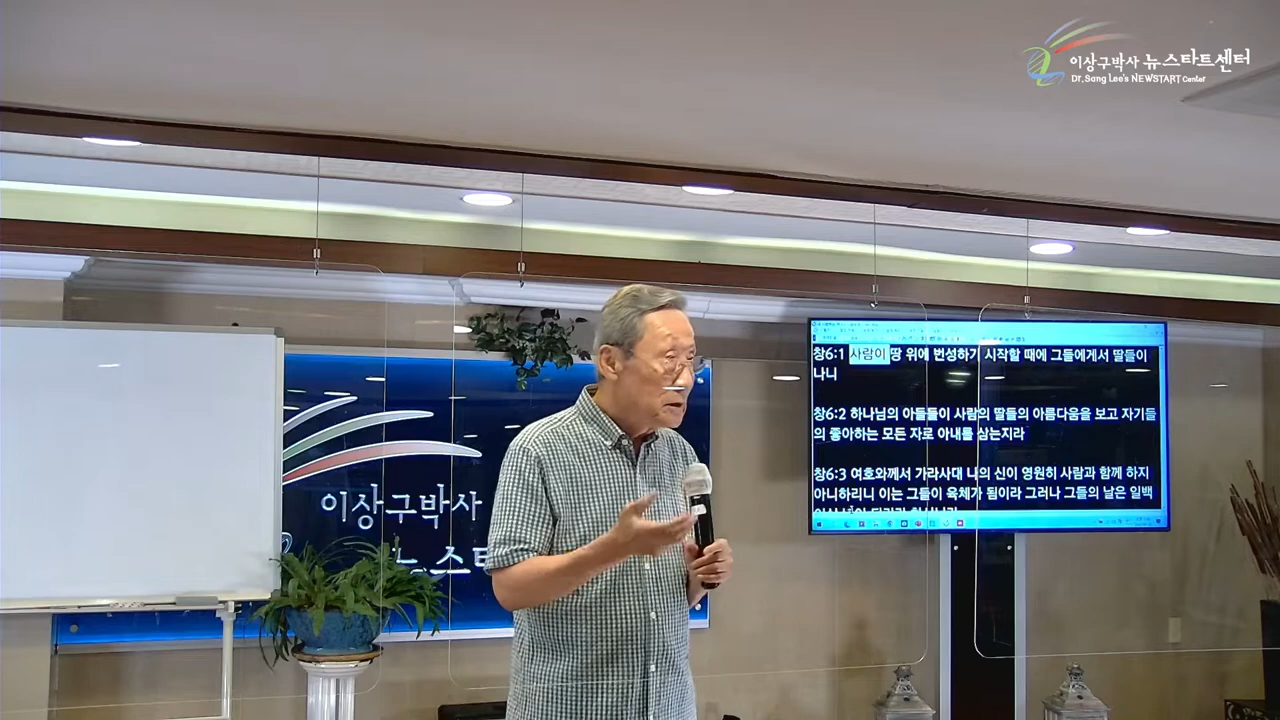 이상구박사 뉴스타트센터
Dr. Sang Lee's NEWSTART Center
창6:1 사람이 땅 위에 번성하기 시작할 때에 그들에게서 딸들이
나니
창6:2 하나님의 아들들이 사람의 딸들의 아름다움을 보고 자기들
의 좋아하는 모든 자로 아내를 삼는지라
창6:3 여호와께서 가라사대 나의 신이 영원히 사람과 함께 하지
아니하리니 이는 그들이 육체가 됨이라 그러나 그들의 날은 일백
이상구박사
뉴스타